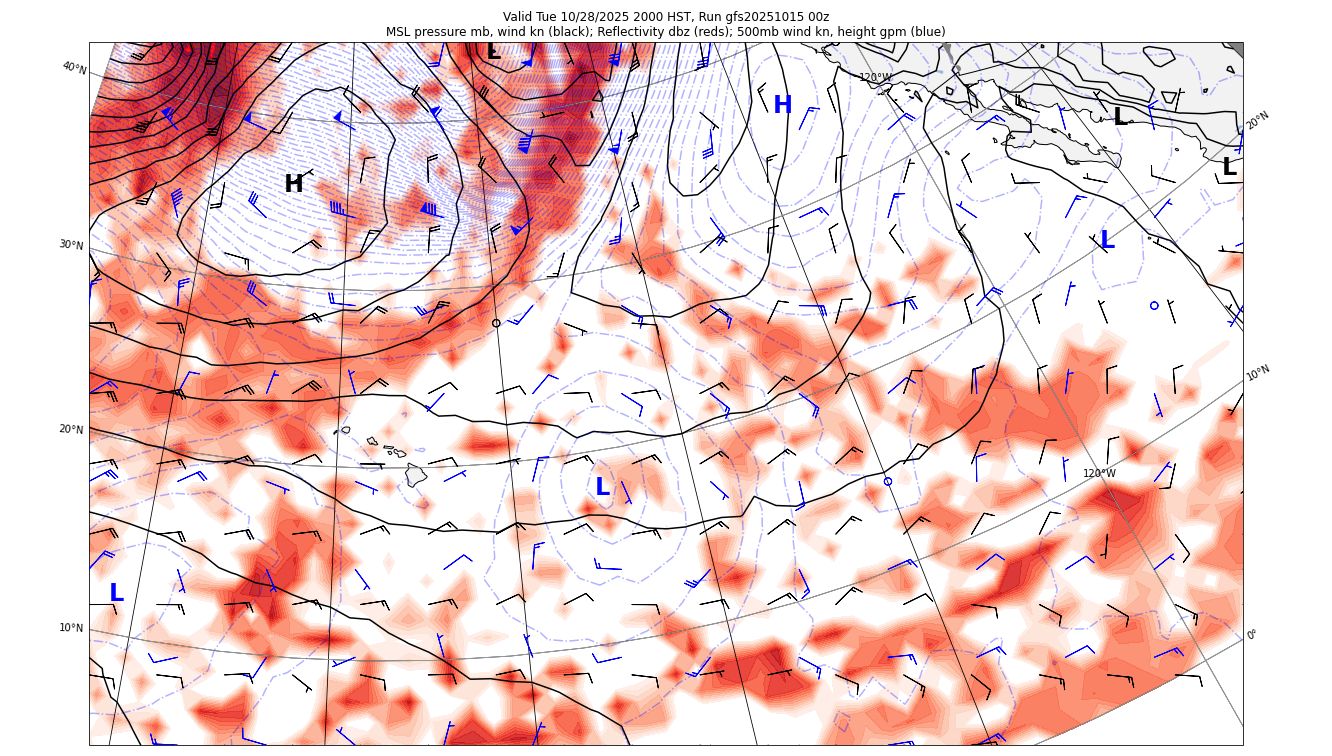 Valid Tue 10/28/2025 2000 HST, Run gfs20251015 00z
MSL pressure mb, wind kn (black); Reflectivity dbz (reds); 500mb wind kn, height gpm (blue)
L
40°N
120°W
H
L
L
20°N
L
H
30°N
L
10°N
20°N
120°W
L
L
10°N
0°